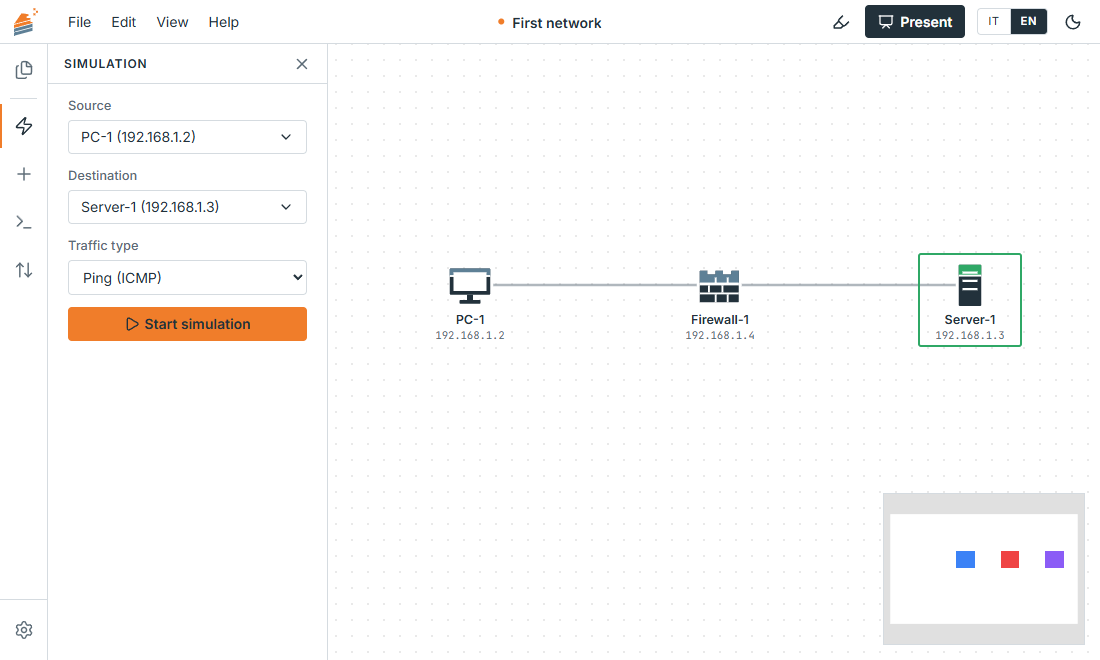 File Edit View Help
First network
Present
IT EN
SIMULATION
Source
PC-1 (192.168.1.2)
Destination
Server-1 (192.168.1.3)
Traffic type
Ping (ICMP)
Start simulation
PC-1
192.168.1.2
Firewall-1
192.168.1.4
Server-1
192.168.1.3